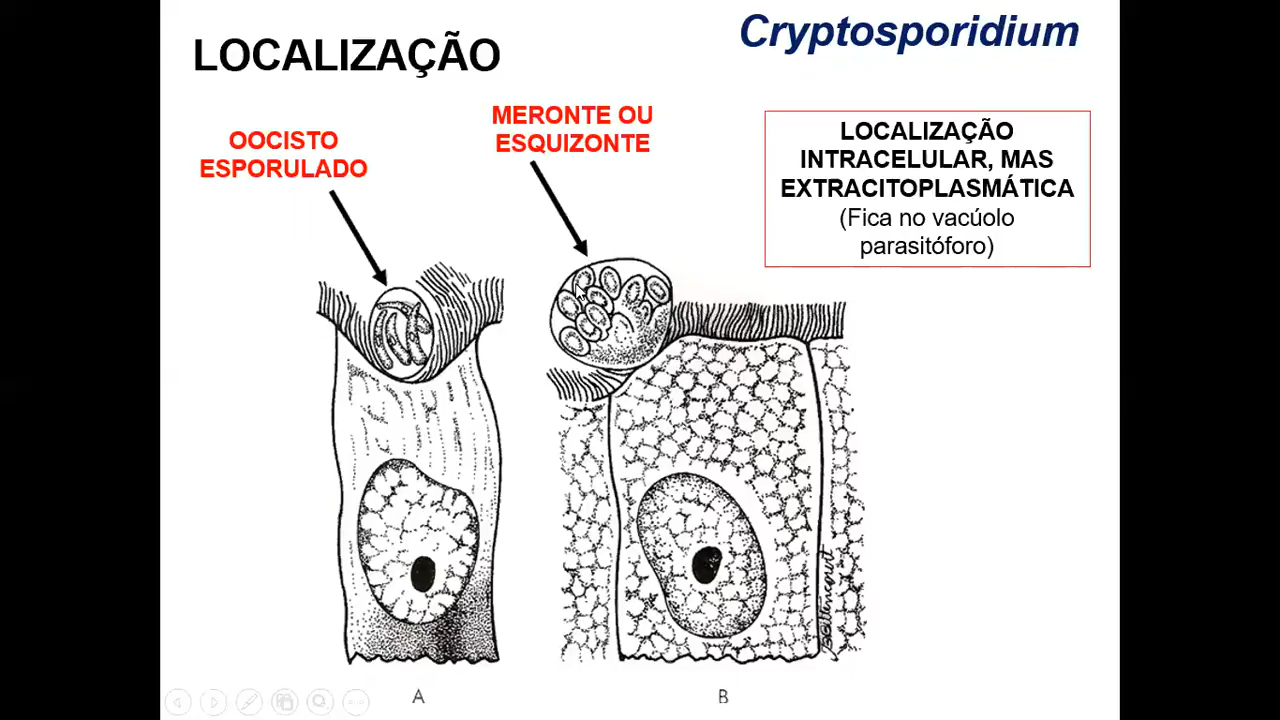 Cryptosporidium
LOCALIZAÇÃO
OOCISTO
ESPORULADO
MERONTE OU
ESQUIZONTE
LOCALIZAÇÃO
INTRACELULAR, MAS
EXTRACITOPLASMÁTICA
(Fica no vacúolo
parasitóforo)
A
B